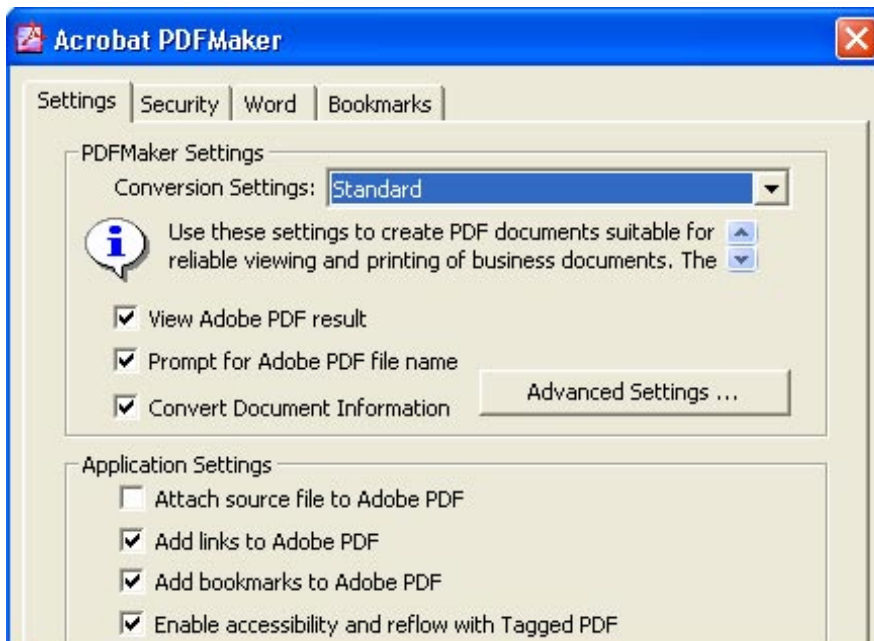 Acrobat PDFMaker
Settings Security Word Bookmarks
PDFMaker Settings
Conversion Settings: Standard
Use these settings to create PDF documents suitable for
reliable viewing and printing of business documents. The
View Adobe PDF result
Prompt for Adobe PDF file name
Convert Document Information
Advanced Settings ...
Application Settings
Attach source file to Adobe PDF
Add links to Adobe PDF
Add bookmarks to Adobe PDF
Enable accessibility and reflow with Tagged PDF